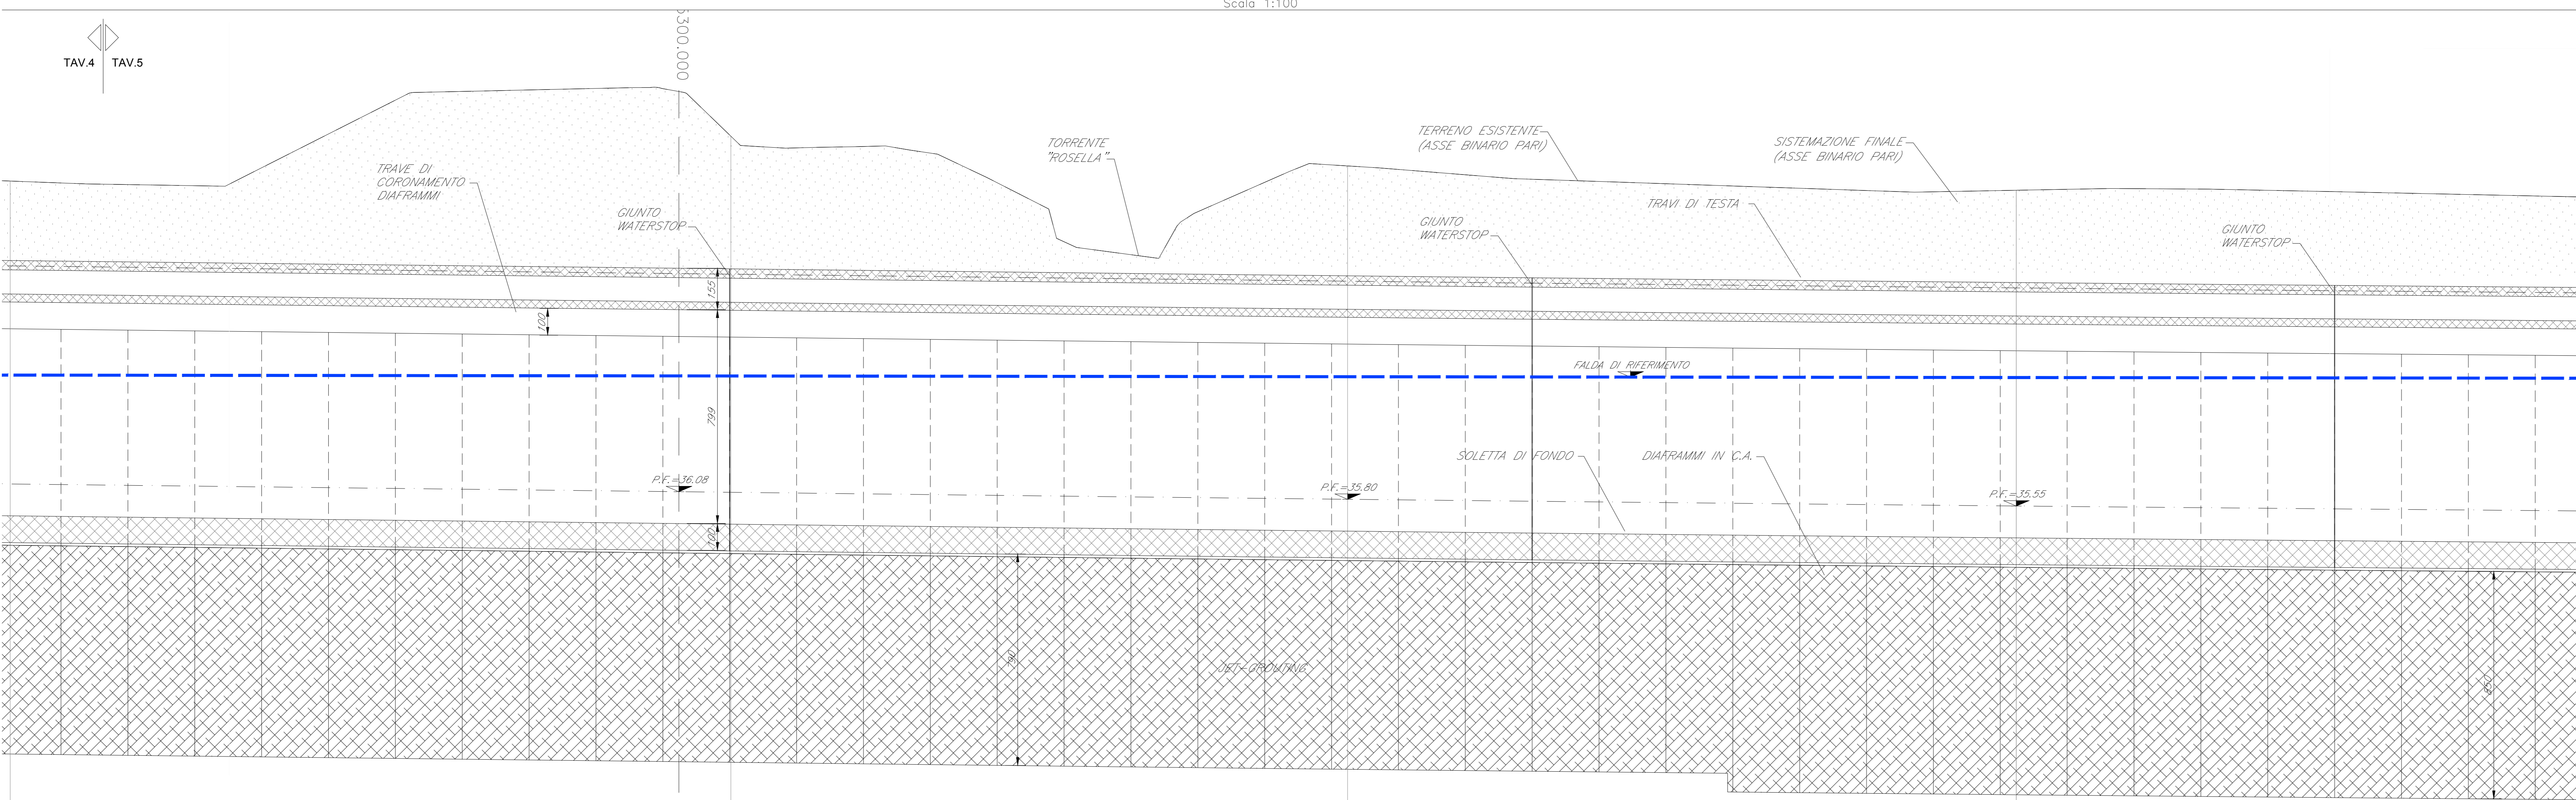 Scala 1:100
TAV.4 TAV.5
300.000
TRAVE DI
CORONAMENTO
DIAFRAMMI
GIUNTO
WATERSTOP
TORRENTE
"ROSELLA"
TERRENO ESISTENTE
(ASSE BINARIO PARI)
SISTEMAZIONE FINALE
(ASSE BINARIO PARI)
TRAVI DI TESTA
GIUNTO
WATERSTOP
GIUNTO
WATERSTOP
155
100
799
FALDA DI RIFERIMENTO
SOLETTA DI FONDO
DIAFRAMMI IN C.A.
P.F.=36.08
P.F.=35.80
P.F.=35.55
100
790
JET-GROUTING
850